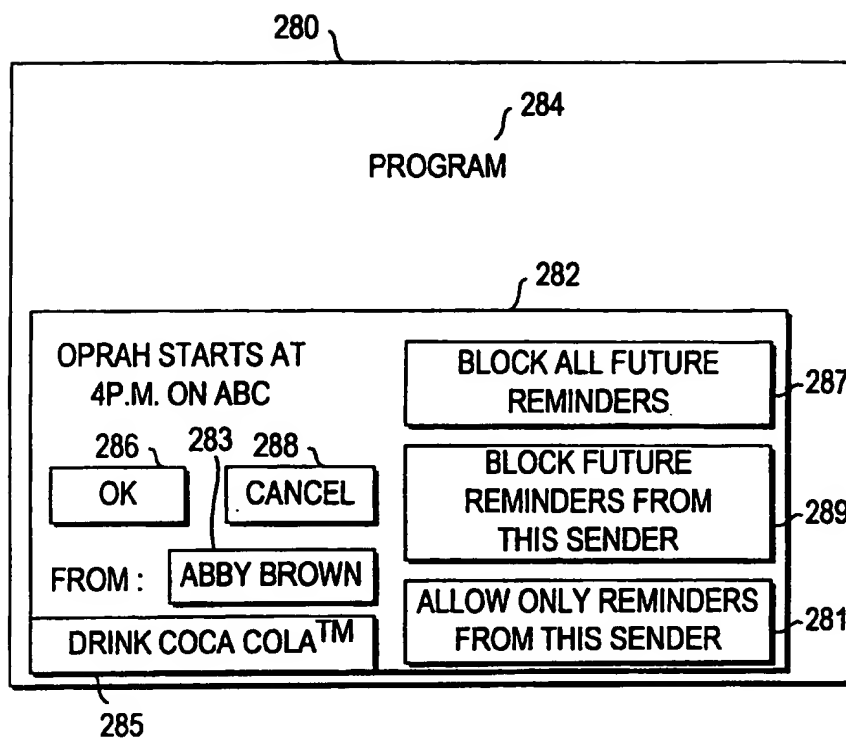 280
284
PROGRAM
282
OPRAH STARTS AT
4P.M. ON ABC
286
283
288
OK
CANCEL
FROM :
ABBY BROWN
DRINK COCA COLA™
285
BLOCK ALL FUTURE
REMINDERS
287
BLOCK FUTURE
REMINDERS FROM
THIS SENDER
289
ALLOW ONLY REMINDERS
FROM THIS SENDER
281